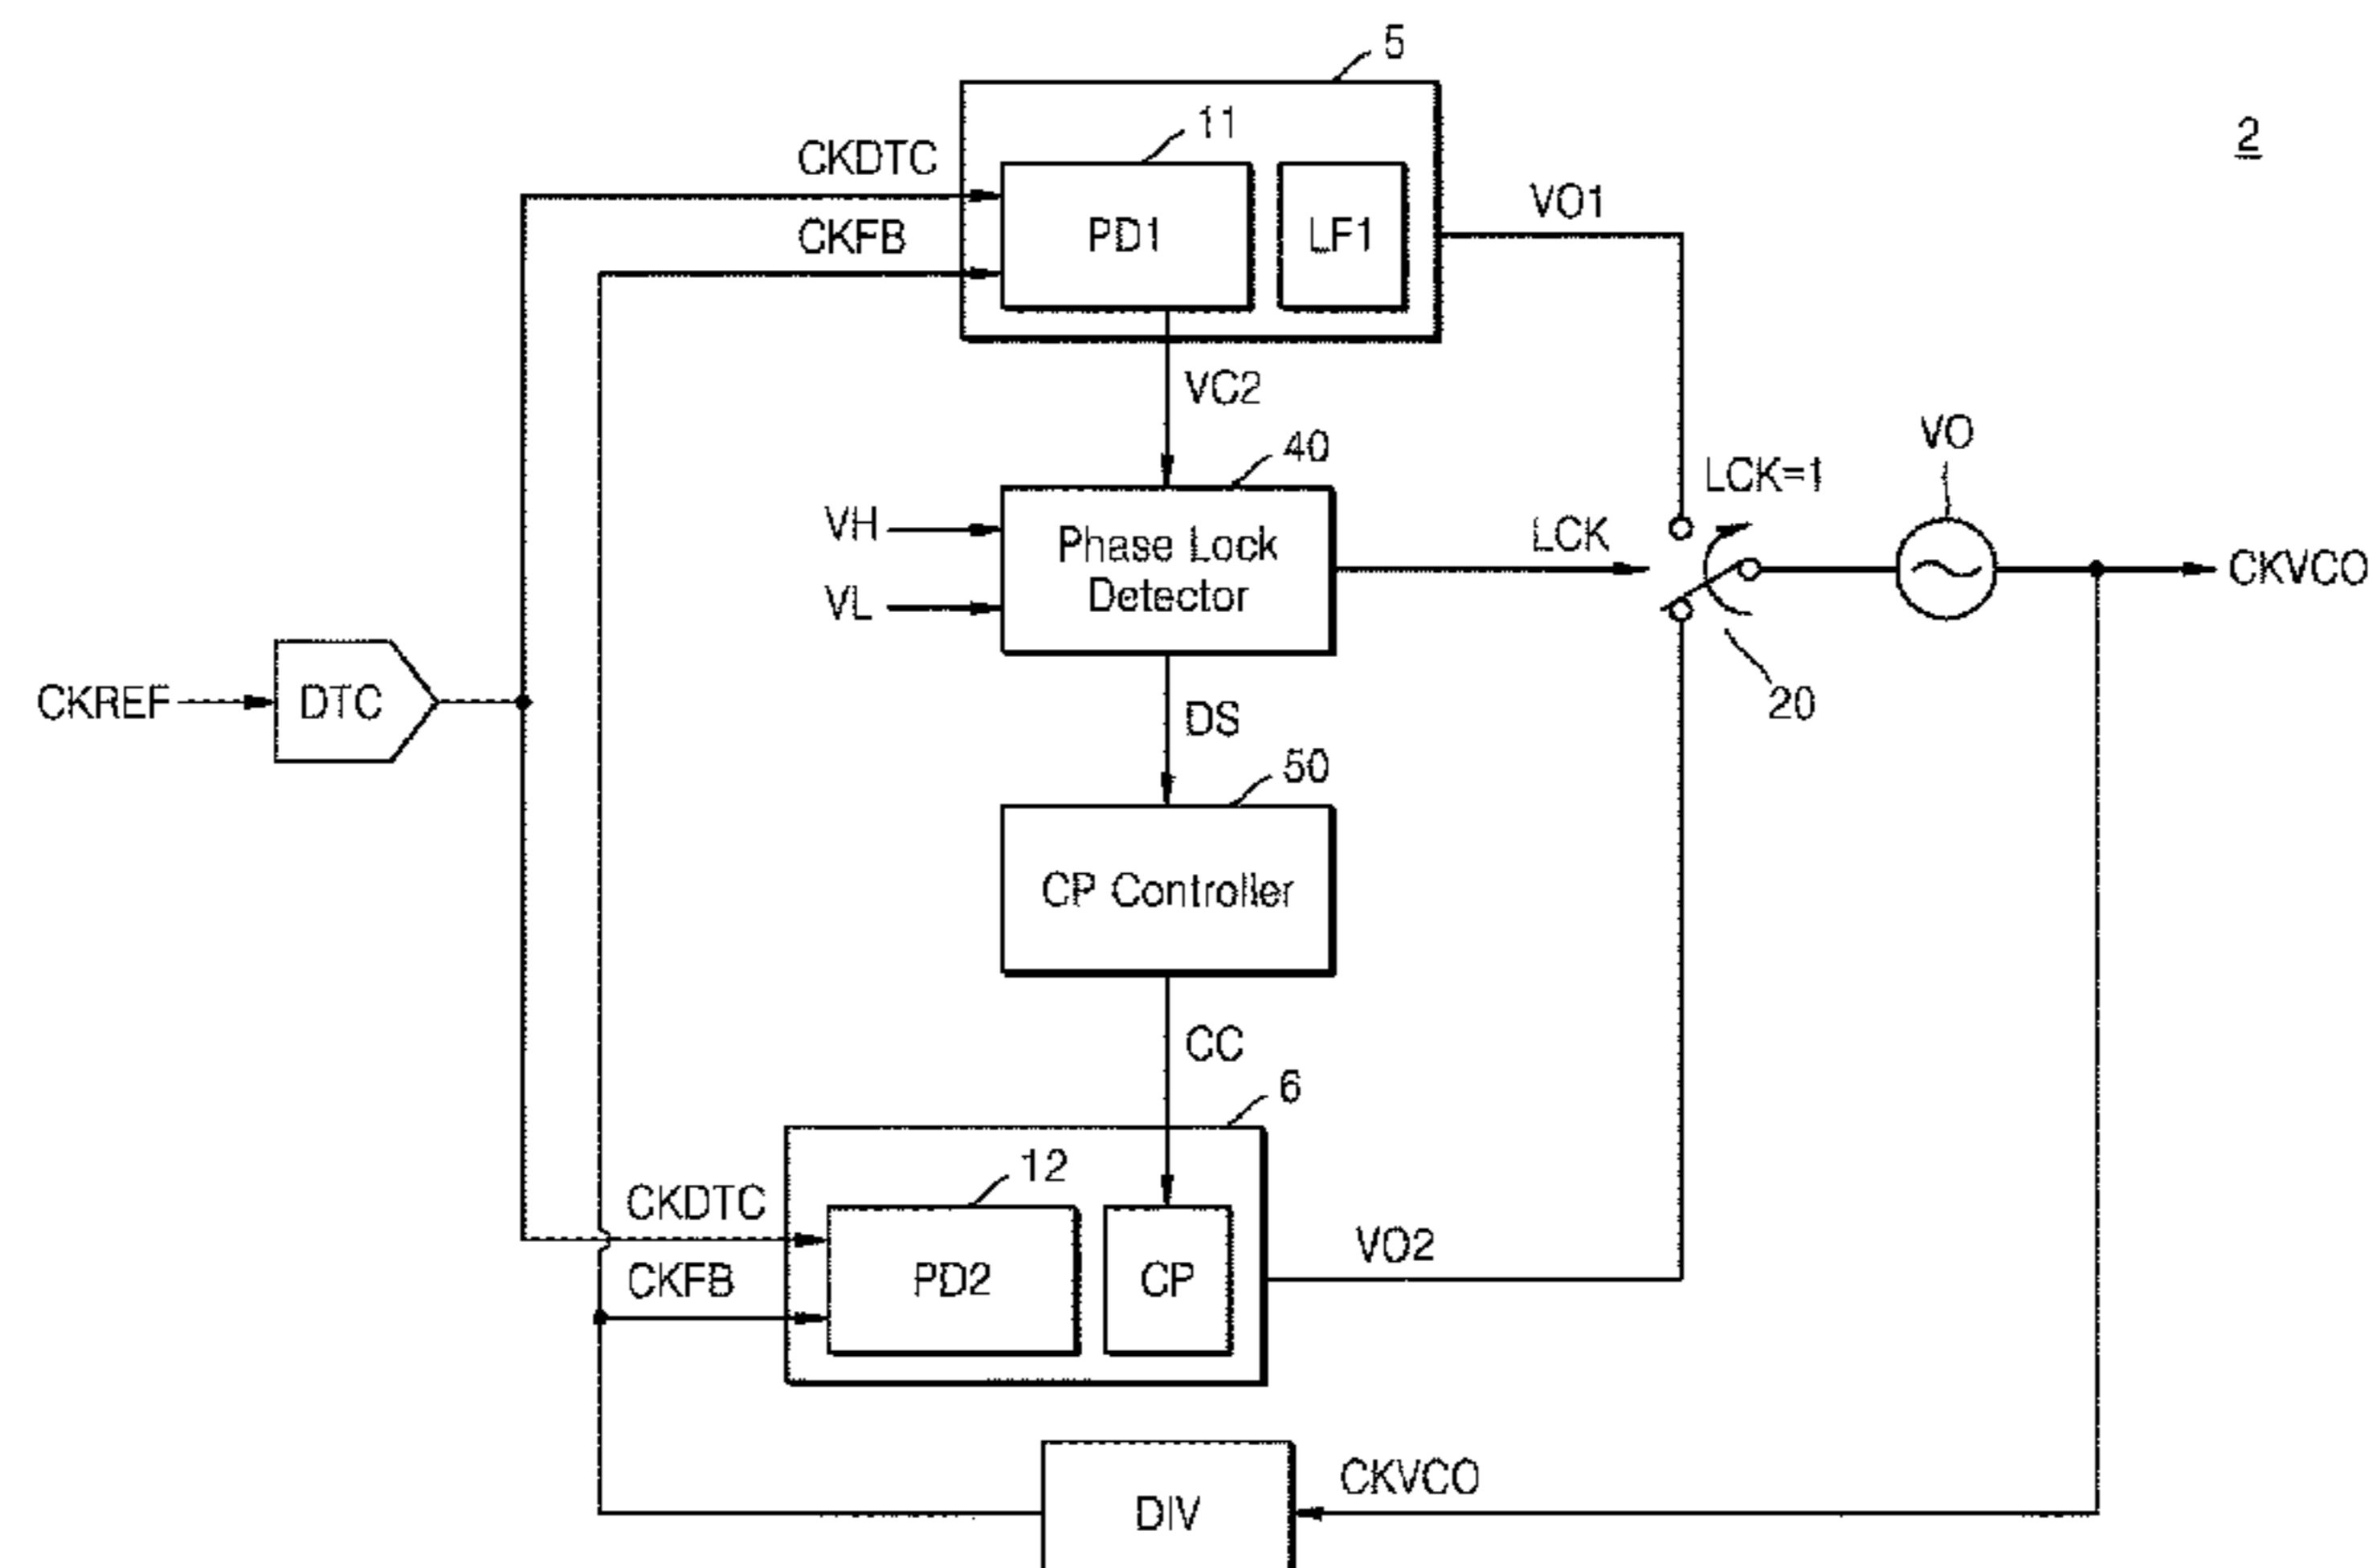 5
2
11
CKDTC
CKFB
PD1
LF1
VO1
VC2
40
VO
LCK=1
VH
VL
Phase Lock
Detector
LCK
CKVCO
20
CKREF
DTC
DS
50
CP Controller
CC
6
12
CKDTC
CKFB
PD2
CP
VO2
CKVCO
DIV